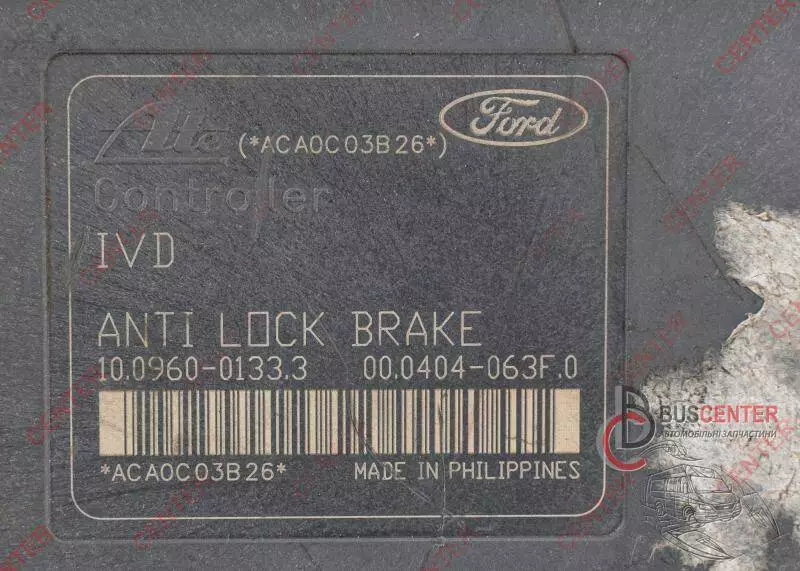 Ford
Ate (*ACA0C03B26*)
Controller
IVD
ANTI LOCK BRAKE
10.0960-0133.3 00.0404-063F.0
*ACA0C03B26* MADE IN PHILIPPINES
BUSCENTER
АВТОМОБІЛЬНІ ЗАПЧАСТИНИ